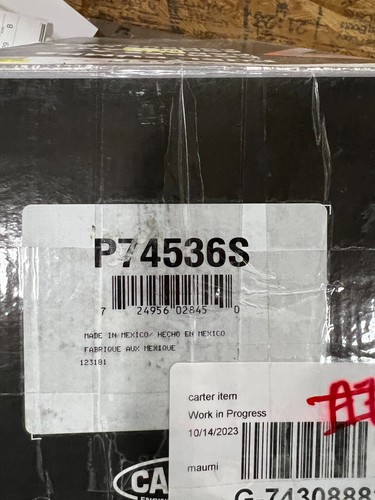 P74536S
7 24956 02845 0
MADE IN MEXICO/ HECHO EN MEXICO
FABRIQUE AUX MEXIQUE
123181
carter item
Work in Progress
10/14/2023
maumi
CA